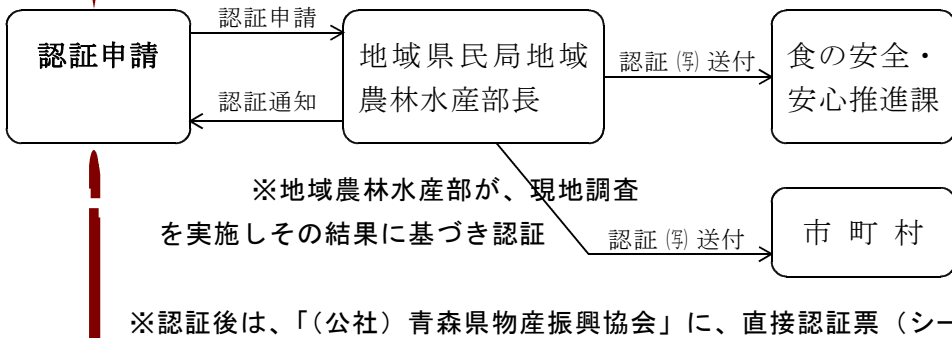 認証申請
認証申請
認証通知
地域県民局地域
農林水産部長
認証㈢送付
食の安全・
安心推進課
※地域農林水産部が、現地調査
を実施しその結果に基づき認証
認証(写)送付
市町村
※認証後は、「(公社)青森県物産振興協会」に、直接認証票(シー